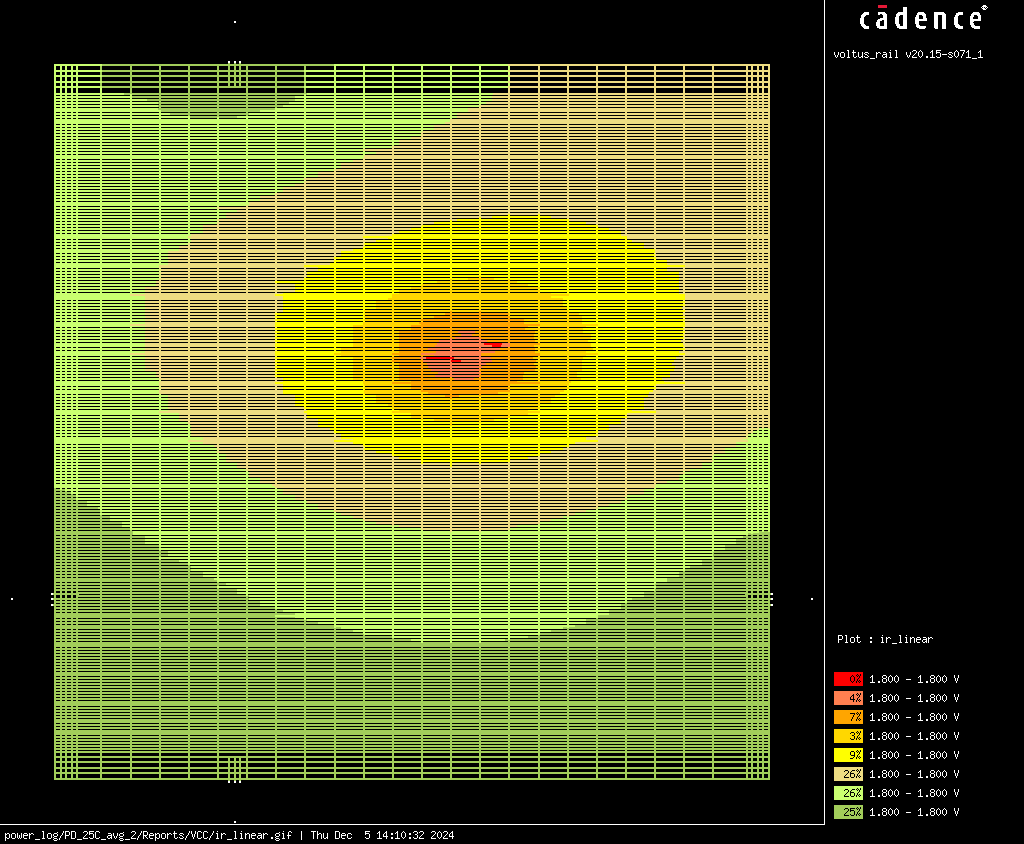 cādence®
voltus_rail v20.15-s071_1
Plot : ir_linear
0% 1.800 - 1.800 V
4% 1.800 - 1.800 V
7% 1.800 - 1.800 V
3% 1.800 - 1.800 V
9% 1.800 - 1.800 V
26% 1.800 - 1.800 V
26% 1.800 - 1.800 V
25% 1.800 - 1.800 V
power_log/PD_25C_avg_2/Reports/VCC/ir_linear.gif | Thu Dec  5 14:10:32 2024